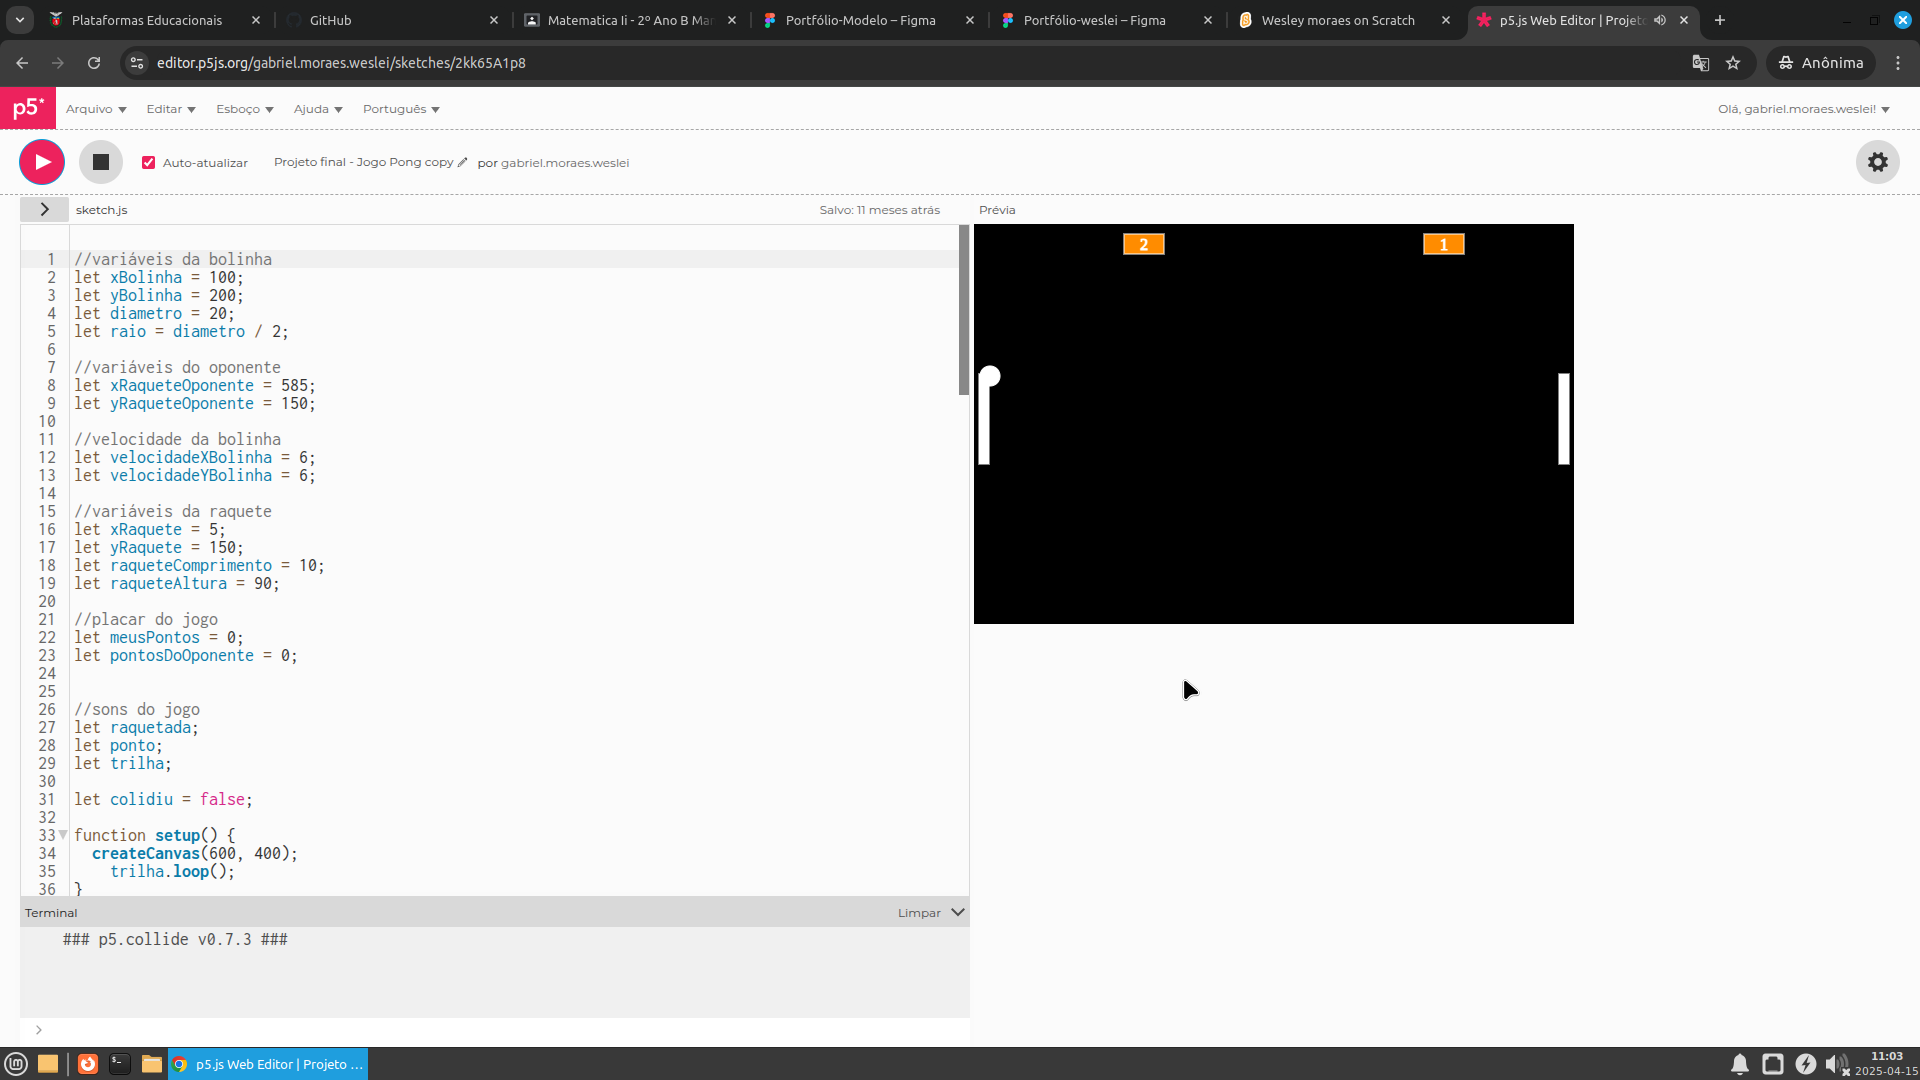 Plataformas Educacionais
GitHub
Matematica Ii - 2º Ano B Mar
Portfólio-Modelo – Figma
Portfólio-weslei – Figma
Wesley moraes on Scratch
p5.js Web Editor | Projeto
editor.p5js.org/gabriel.moraes.weslei/sketches/2kk65A1p8
Anônima
p5*
Arquivo
Editar
Esboço
Ajuda
Português
Olá, gabriel.moraes.weslei!
Auto-atualizar
Projeto final - Jogo Pong copy
por gabriel.moraes.weslei
sketch.js
Salvo: 11 meses atrás
Prévia
1 //variáveis da bolinha
2 let xBolinha = 100;
3 let yBolinha = 200;
4 let diametro = 20;
5 let raio = diametro / 2;
6
7 //variáveis do oponente
8 let xRaqueteOponente = 585;
9 let yRaqueteOponente = 150;
10
11 //velocidade da bolinha
12 let velocidadeXBolinha = 6;
13 let velocidadeYBolinha = 6;
14
15 //variáveis da raquete
16 let xRaquete = 5;
17 let yRaquete = 150;
18 let raqueteComprimento = 10;
19 let raqueteAltura = 90;
20
21 //placar do jogo
22 let meusPontos = 0;
23 let pontosDoOponente = 0;
24
25
26 //sons do jogo
27 let raquetada;
28 let ponto;
29 let trilha;
30
31 let colidiu = false;
32
33 function setup() {
34 createCanvas(600, 400);
35 trilha.loop();
36 }
2
1
Terminal
Limpar
### p5.collide v0.7.3 ###
p5.js Web Editor | Projeto ...
11:03
2025-04-15